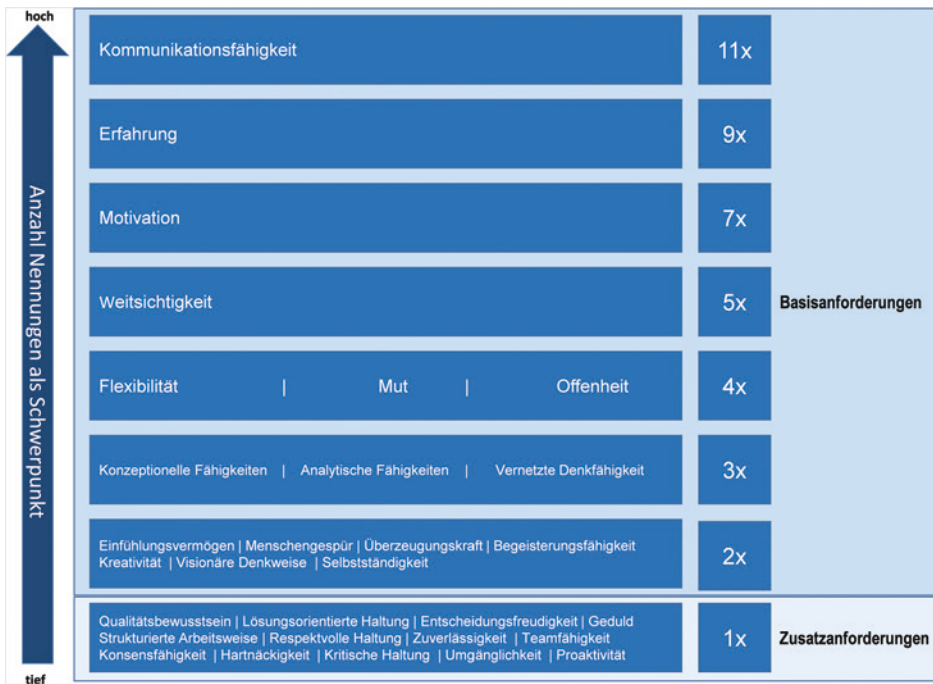 hoch
Anzahl Nennungen als Schwerpunkt
Kommunikationsfähigkeit 11x
Erfahrung 9x
Motivation 7x
Weitsichtigkeit 5x Basisanforderungen
Flexibilität | Mut | Offenheit 4x
Konzeptionelle Fähigkeiten | Analytische Fähigkeiten | Vernetzte Denkfähigkeit 3x
Einfühlungsvermögen | Menschengespür | Überzeugungskraft | Begeisterungsfähigkeit
Kreativität | Visionäre Denkweise | Selbstständigkeit
2x
Qualitätsbewusstsein | Lösungsorientierte Haltung | Entscheidungsfreudigkeit | Geduld
Strukturierte Arbeitsweise | Respektvolle Haltung | Zuverlässigkeit | Teamfähigkeit
Konsensfähigkeit | Hartnäckigkeit | Kritische Haltung | Umgänglichkeit | Proaktivität
1x Zusatzanforderungen
tief